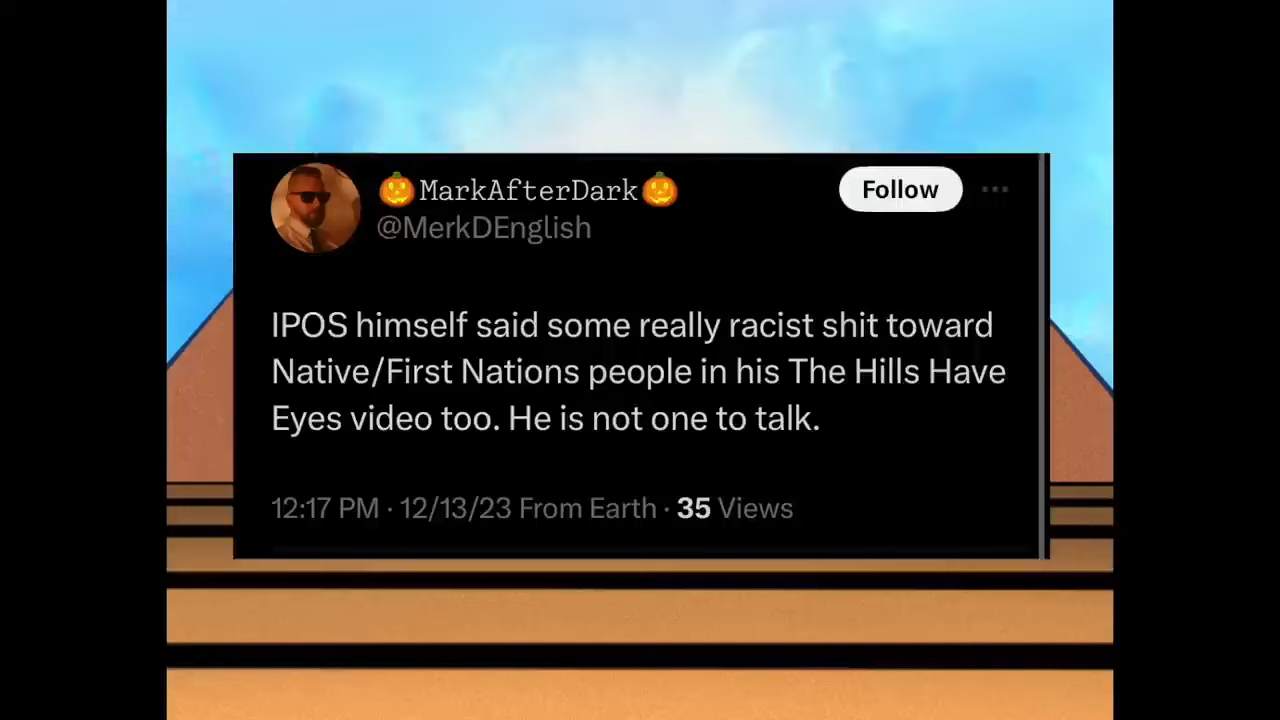 🎃MarkAfterDark🎃
@MerkDEnglish
Follow
IPOS himself said some really racist shit toward
Native/First Nations people in his The Hills Have
Eyes video too. He is not one to talk.
12:17 PM · 12/13/23 From Earth · 35 Views